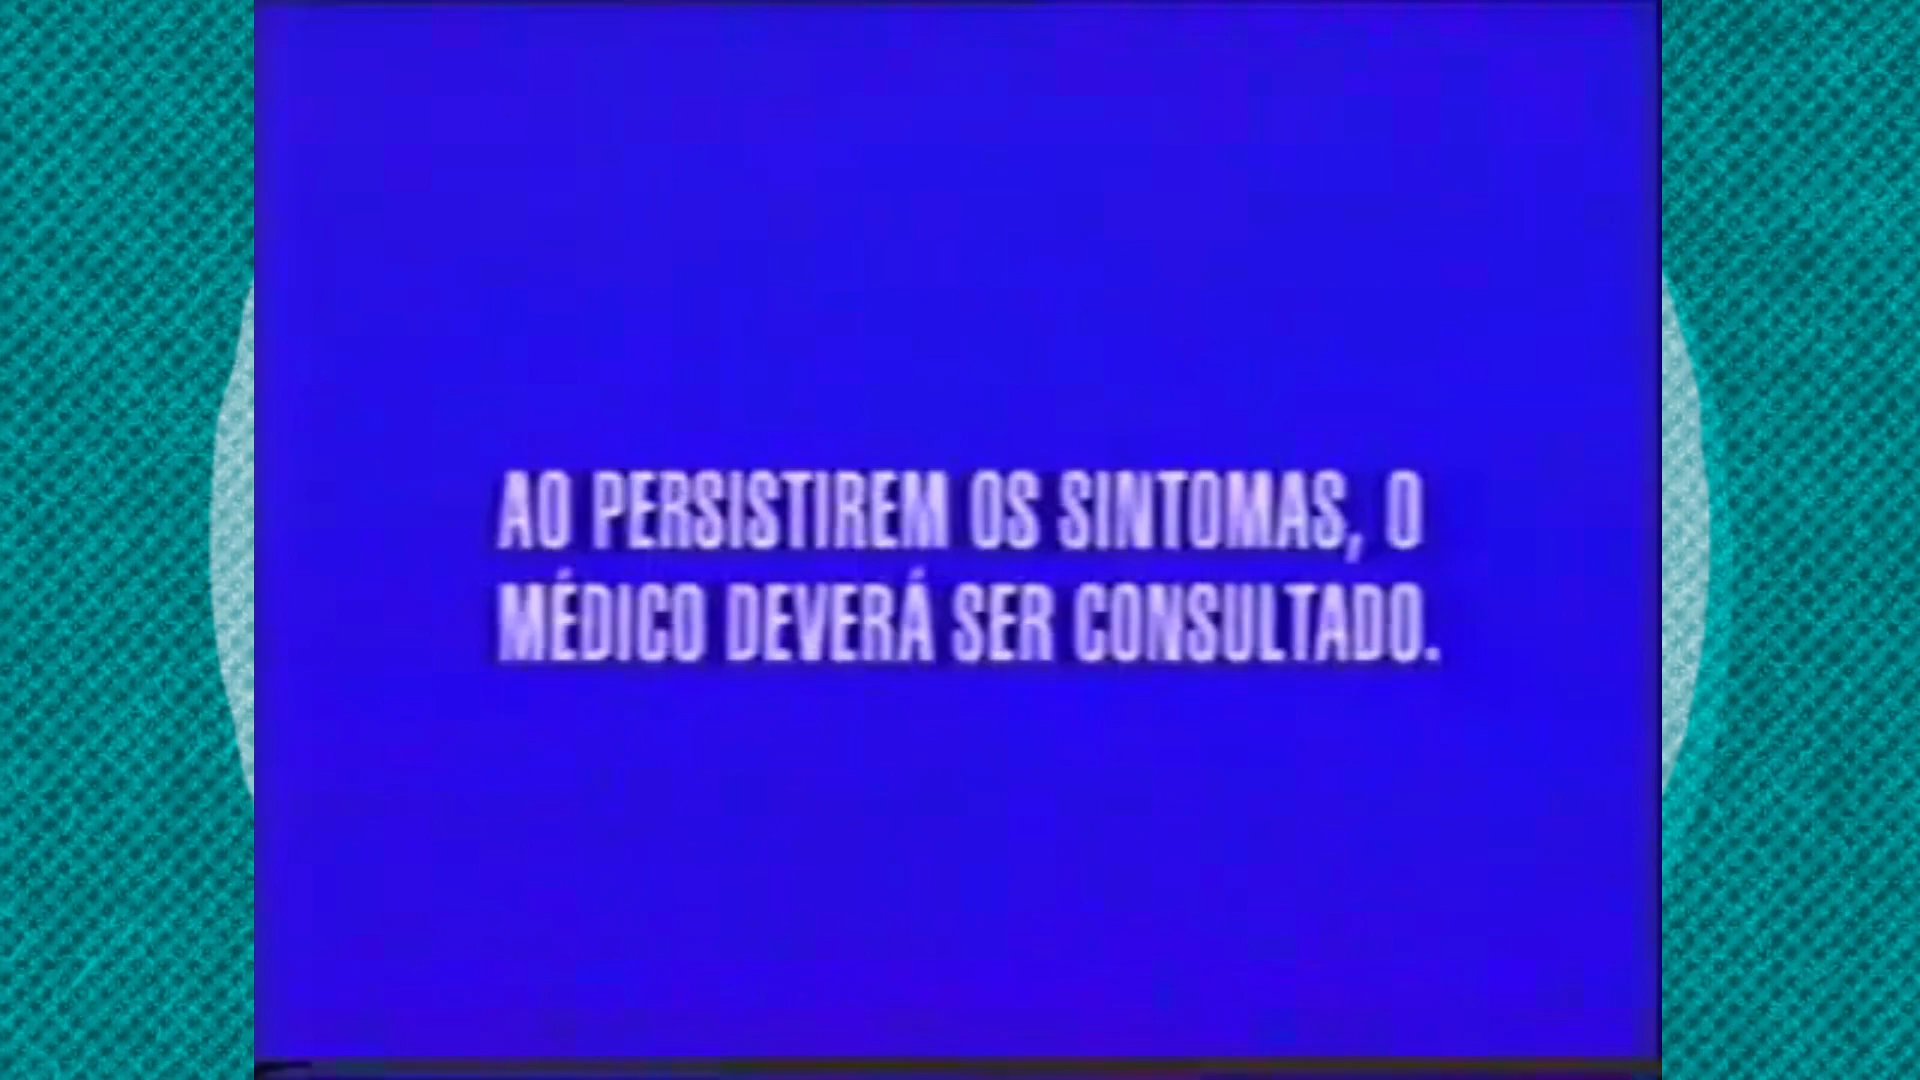 AO PERSISTIREM OS SINTOMAS, O
MÉDICO DEVERÁ SER CONSULTADO.